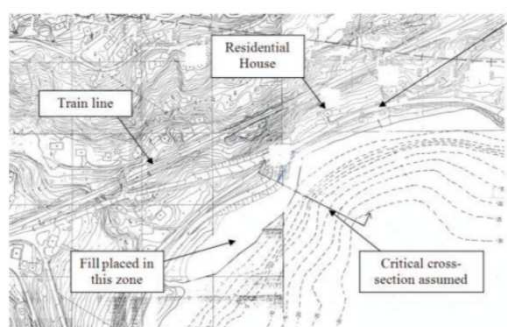 Residential
House
Train line
Fill placed in
this zone
Critical cross-
section assumed